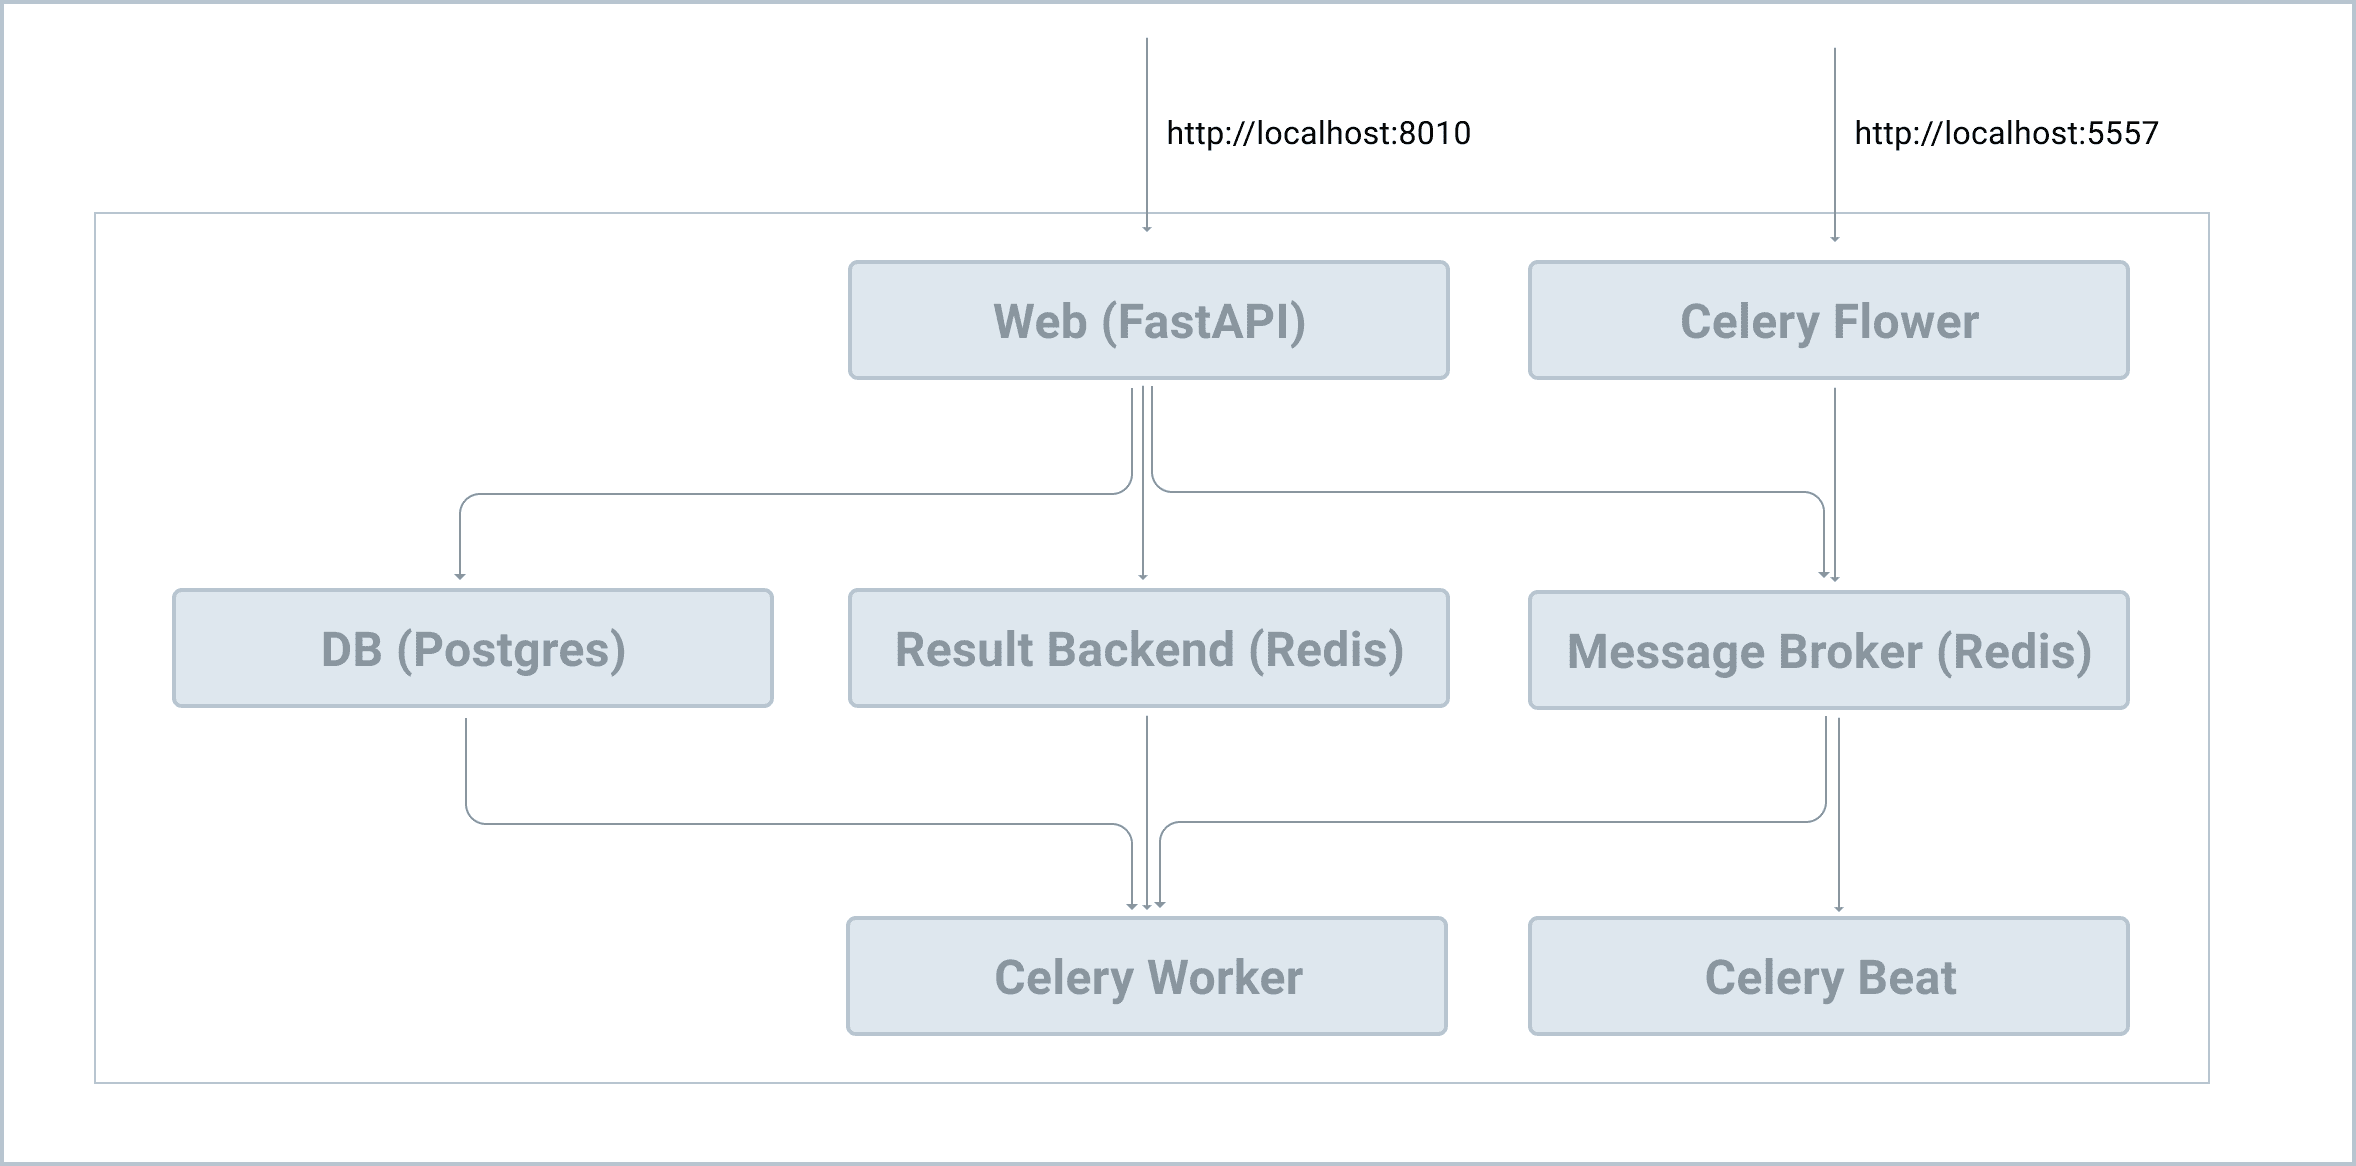 http://localhost:8010
http://localhost:5557
Web (FastAPI)
Celery Flower
DB (Postgres)
Result Backend (Redis)
Message Broker (Redis)
Celery Worker
Celery Beat